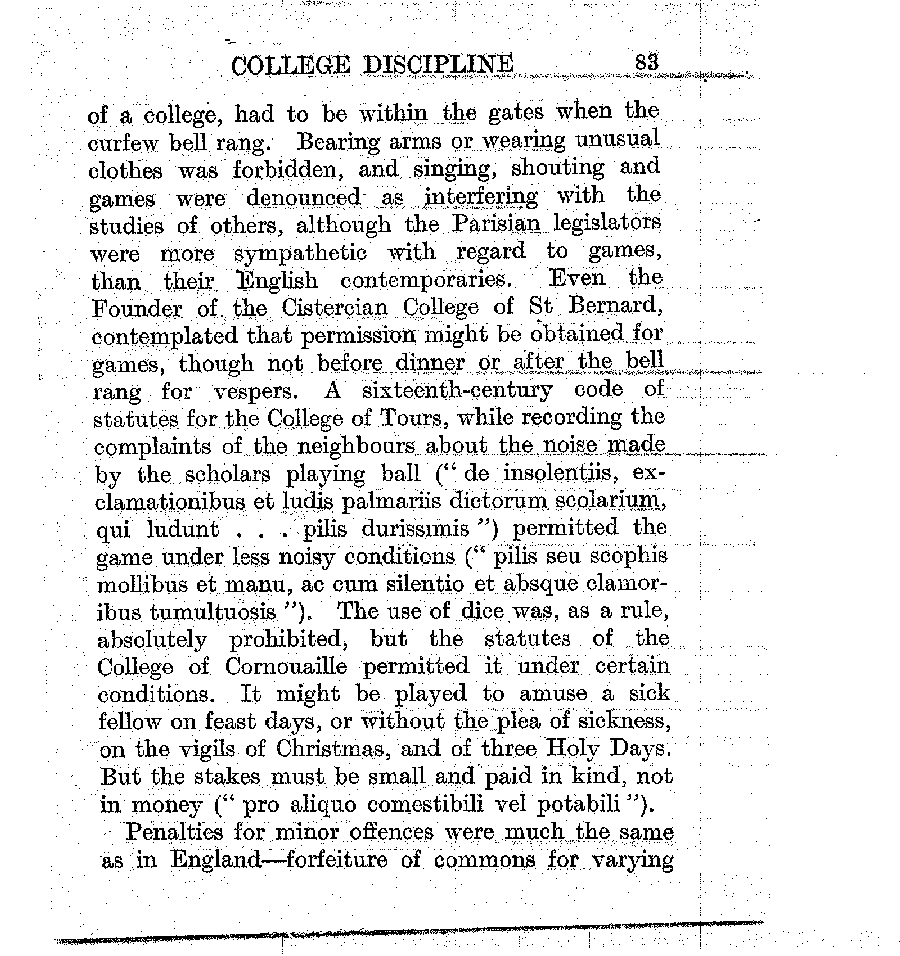 COLLEGE DISCIPLINE 83
of a college, had to be within the gates when the
curfew bell rang. Bearing arms or wearing unusual
clothes was forbidden, and singing, shouting and
games were denounced as interfering with the
studies of others, although the Parisian legislators
were more sympathetic with regard to games,
than their English contemporaries. Even the
Founder of the Cistercian College of St Bernard,
contemplated that permission might be obtained for
games, though not before dinner or after the bell
rang for vespers. A sixteenth-century code of
statutes for the College of Tours, while recording the
complaints of the neighbours about the noise made
by the scholars playing ball (“ de insolentiis, ex-
clamationibus et ludis palmariis dictorum scolarium,
qui ludunt . . . pilis durissimis ”) permitted the
game under less noisy conditions (“ pilis seu scophis
mollibus et manu, ac cum silentio et absque clamor-
ibus tumultuosis ”). The use of dice was, as a rule,
absolutely prohibited, but the statutes of the
College of Cornouaille permitted it under certain
conditions. It might be played to amuse a sick
fellow on feast days, or without the plea of sickness,
on the vigils of Christmas, and of three Holy Days.
But the stakes must be small and paid in kind, not
in money (“ pro aliquo comestibili vel potabili ”).
Penalties for minor offences were much the same
as in England—forfeiture of commons for varying